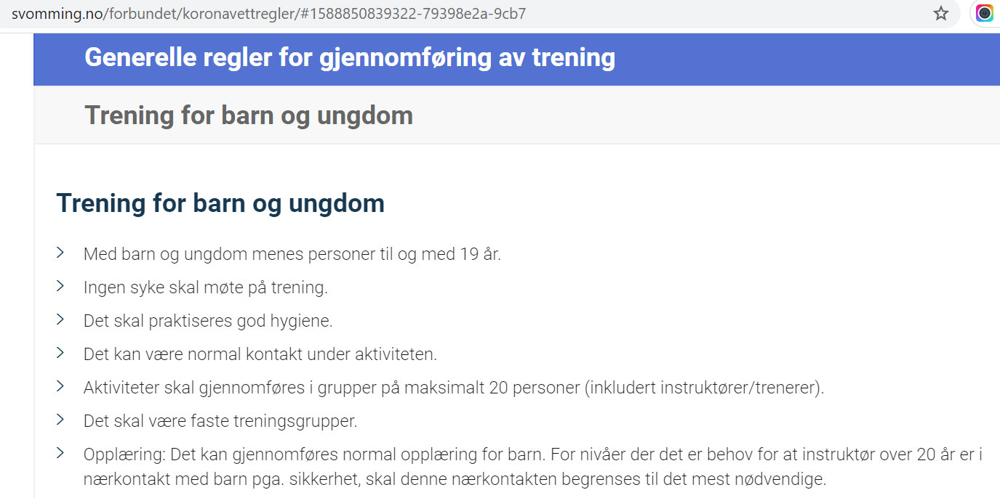 svomming.no/forbundet/koronavettregler/#1588850839322-79398e2a-9cb7
Generelle regler for gjennomføring av trening
Trening for barn og ungdom
Trening for barn og ungdom
Med barn og ungdom menes personer til og med 19 år.
Ingen syke skal møte på trening.
Det skal praktiseres god hygiene.
Det kan være normal kontakt under aktiviteten.
Aktiviteter skal gjennomføres i grupper på maksimalt 20 personer (inkludert instruktører/trenerer).
Det skal være faste treningsgrupper.
Opplæring: Det kan gjennomføres normal opplæring for barn. For nivåer der det er behov for at instruktør over 20 år er i
nærkontakt med barn pga. sikkerhet, skal denne nærkontakten begrenses til det mest nødvendige.